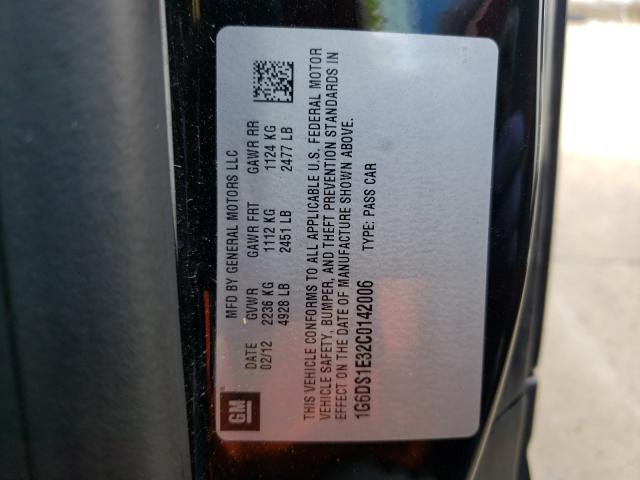 MFD BY GENERAL MOTORS LLC
DATE GVWR GAWR FRT GAWR RR
02/12 2236 KG 1112 KG 1124 KG
4928 LB 2451 LB 2477 LB
THIS VEHICLE CONFORMS TO ALL APPLICABLE U.S. FEDERAL MOTOR
VEHICLE SAFETY, BUMPER, AND THEFT PREVENTION STANDARDS IN
EFFECT ON THE DATE OF MANUFACTURE SHOWN ABOVE.
1G6DS1E32C0142006 TYPE: PASS CAR
GM